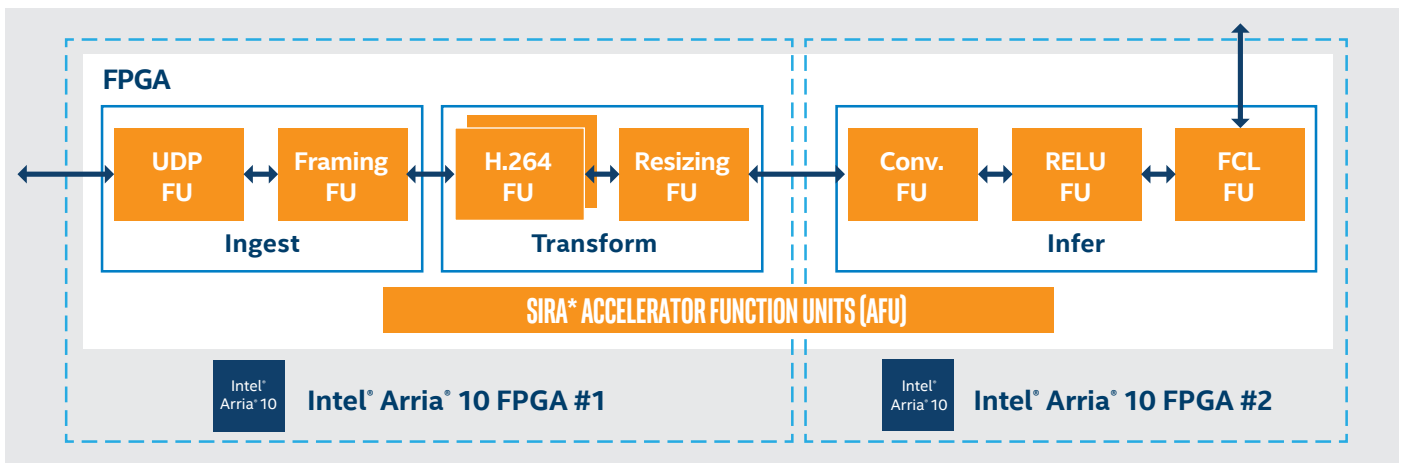 FPGA
UDP
FU
Framing
FU
Ingest
H.264
FU
Resizing
FU
Transform
Conv.
FU
RELU
FU
FCL
FU
Infer
SIRA* ACCELERATOR FUNCTION UNITS (AFU)
Intel®
Arria® 10
Intel® Arria® 10 FPGA #1
Intel®
Arria® 10
Intel® Arria® 10 FPGA #2